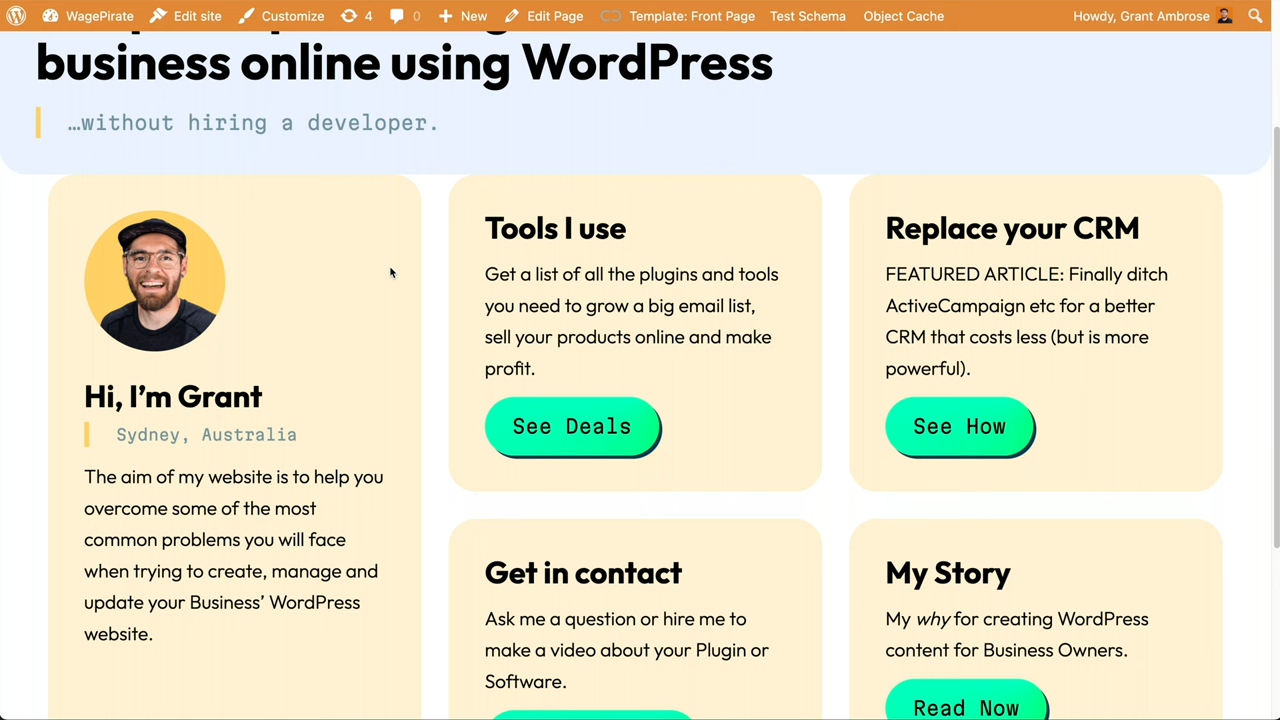 WagePirate
Edit site
Customize
4
0
New
Edit Page
Template: Front Page
Test Schema
Object Cache
Howdy, Grant Ambrose
business online using WordPress
…without hiring a developer.
Hi, I’m Grant
Sydney, Australia
The aim of my website is to help you
overcome some of the most
common problems you will face
when trying to create, manage and
update your Business’ WordPress
website.
Tools I use
Get a list of all the plugins and tools
you need to grow a big email list,
sell your products online and make
profit.
See Deals
Replace your CRM
FEATURED ARTICLE: Finally ditch
ActiveCampaign etc for a better
CRM that costs less (but is more
powerful).
See How
Get in contact
Ask me a question or hire me to
make a video about your Plugin or
Software.
My Story
My why for creating WordPress
content for Business Owners.
Read Now